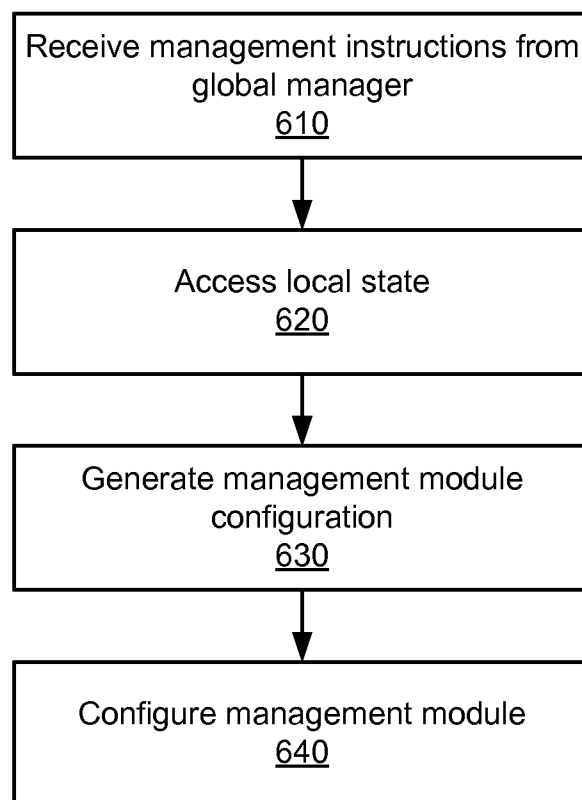 Receive management instructions from
global manager
610
Access local state
620
Generate management module
configuration
630
Configure management module
640